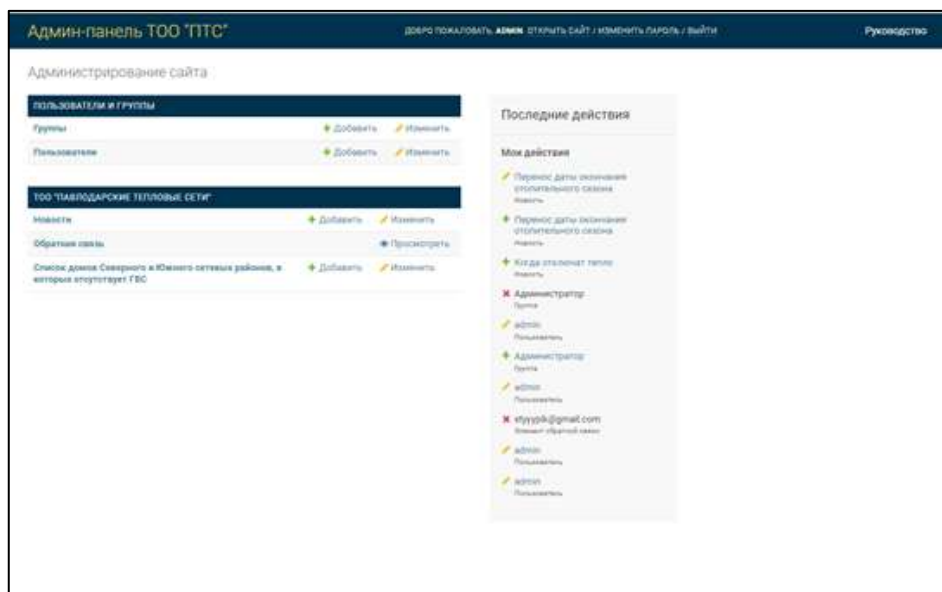 Админ-панель ТОО "ПТС"
ДОБРО ПОЖАЛОВАТЬ, ADMIN. ОТКРЫТЬ САЙТ / ИЗМЕНИТЬ ПАРОЛЬ / ВЫЙТИ
Руководство
Администрирование сайта
ПОЛЬЗОВАТЕЛИ И ГРУППЫ
Группы Добавить Изменить
Пользователи Добавить Изменить
ТОО "ПАВЛОДАРСКИЕ ТЕПЛОВЫЕ СЕТИ"
Новости Добавить Изменить
Обратная связь Просмотреть
Список домов Северного и Южного сетевых районов, в Добавить Изменить
которых отсутствует ГВС
Последние действия
Мои действия
Перенос даты окончания
отопительного сезона
Новость
Перенос даты окончания
отопительного сезона
Новость
Когда отключат тепло
Новость
Администратор
Группа
admin
Пользователь
Администратор
Группа
admin
Пользователь
Элемент обратной связи
admin
Пользователь
admin
Пользователь